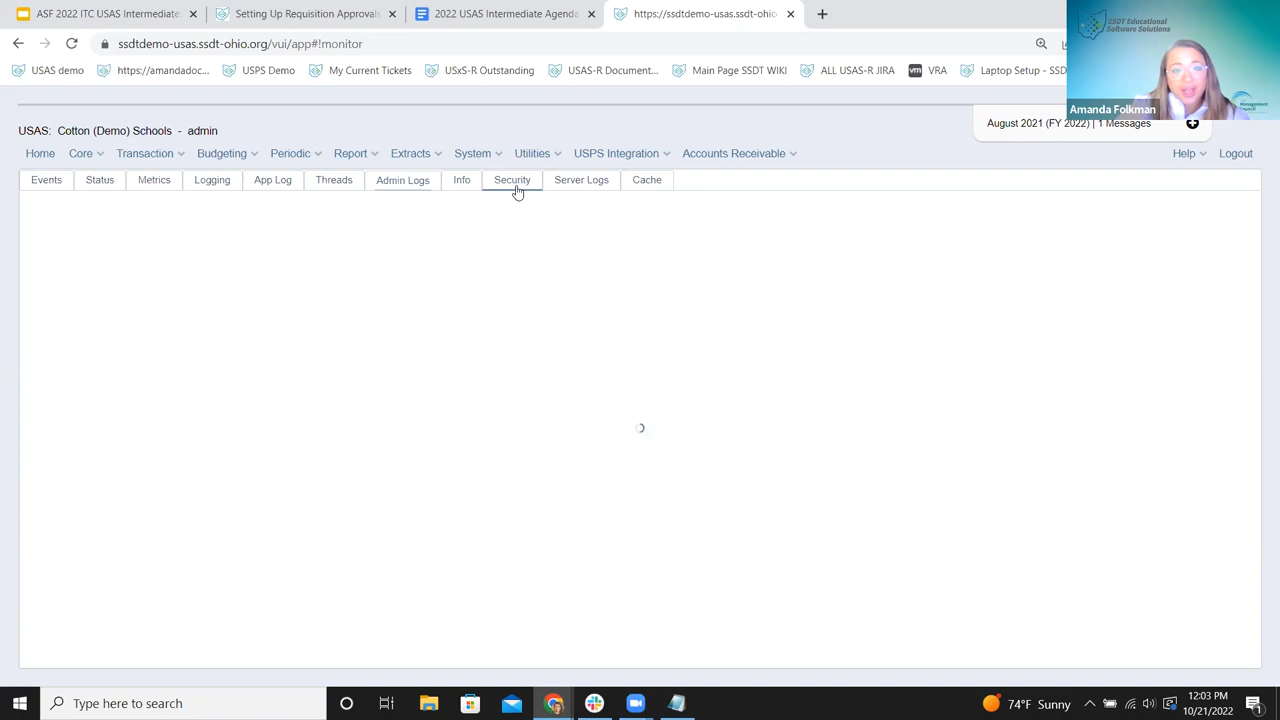 ASF 2022 ITC USAS Intermediate
Setting Up Requisition Approvals
2022 USAS Intermediate Agenda
https://ssdtdemo-usas.ssdt-ohio
ssdtdemo-usas.ssdt-ohio.org/vui/app#!monitor
USAS demo
https://amandadoc...
USPS Demo
My Current Tickets
USxS-R Outstanding
USAS-R Document...
Main Page SSDT WIKI
ALL USAS-R JIRA
vm VRA
Laptop Setup - SSD
SSDT Educational
Software Solutions
Management
Council
Amanda Folkman
USAS: Cotton (Demo) Schools - admin
August 2021 (FY 2022) | 1 Messages
Home Core Transaction Budgeting Periodic Report Extracts System Utilities USPS Integration Accounts Receivable Help Logout
Events Status Metrics Logging App Log Threads Admin Logs Info Security Server Logs Cache
Type here to search
74°F Sunny
12:03 PM
10/21/2022
1